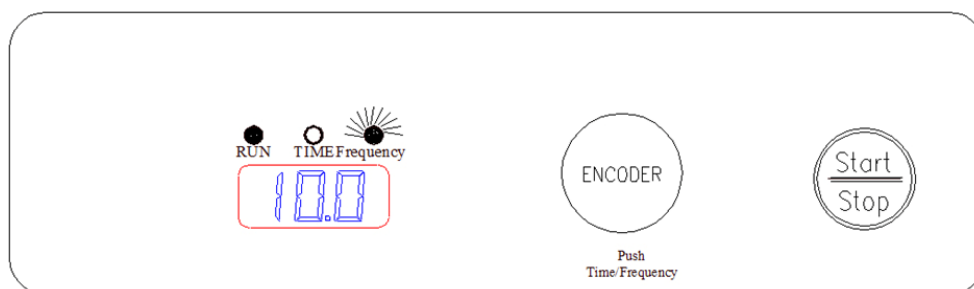 RUN TIME Frequency
10.0
ENCODER
Push
Time/Frequency
Start
Stop